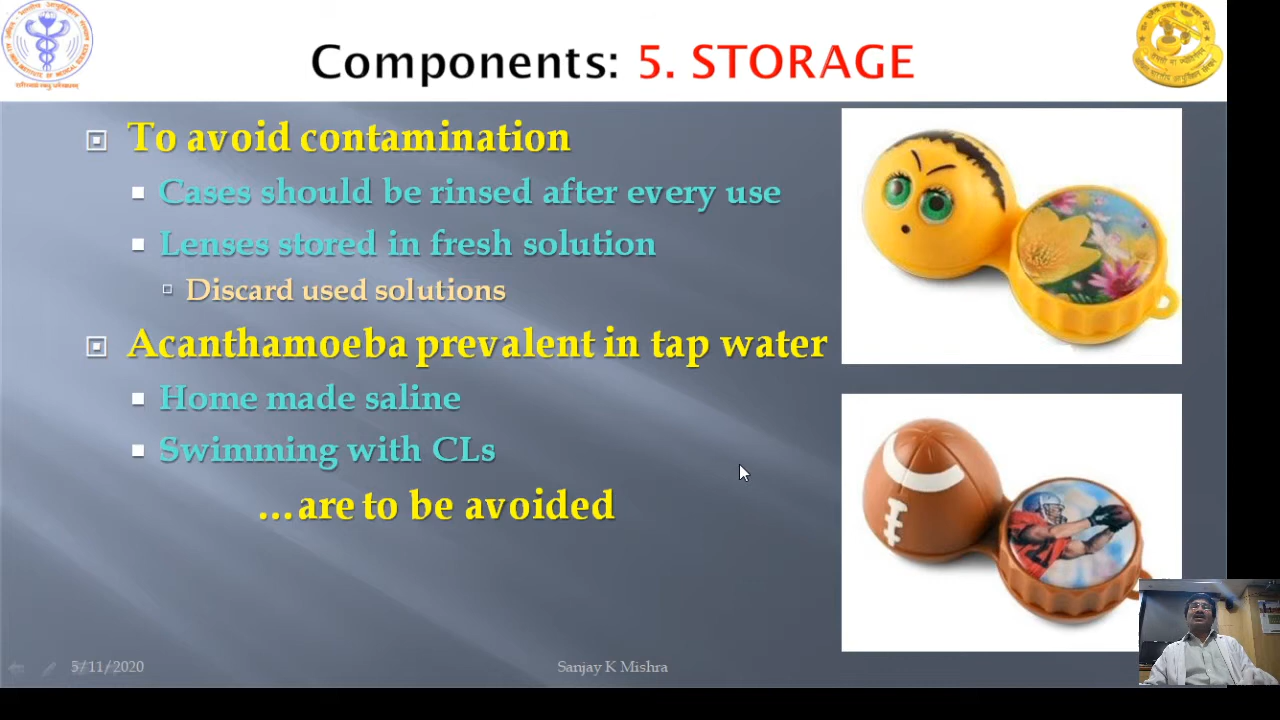 Components: 5. STORAGE
To avoid contamination
Cases should be rinsed after every use
Lenses stored in fresh solution
Discard used solutions
Acanthamoeba prevalent in tap water
Home made saline
Swimming with CLs
...are to be avoided
5/11/2020
Sanjay K Mishra